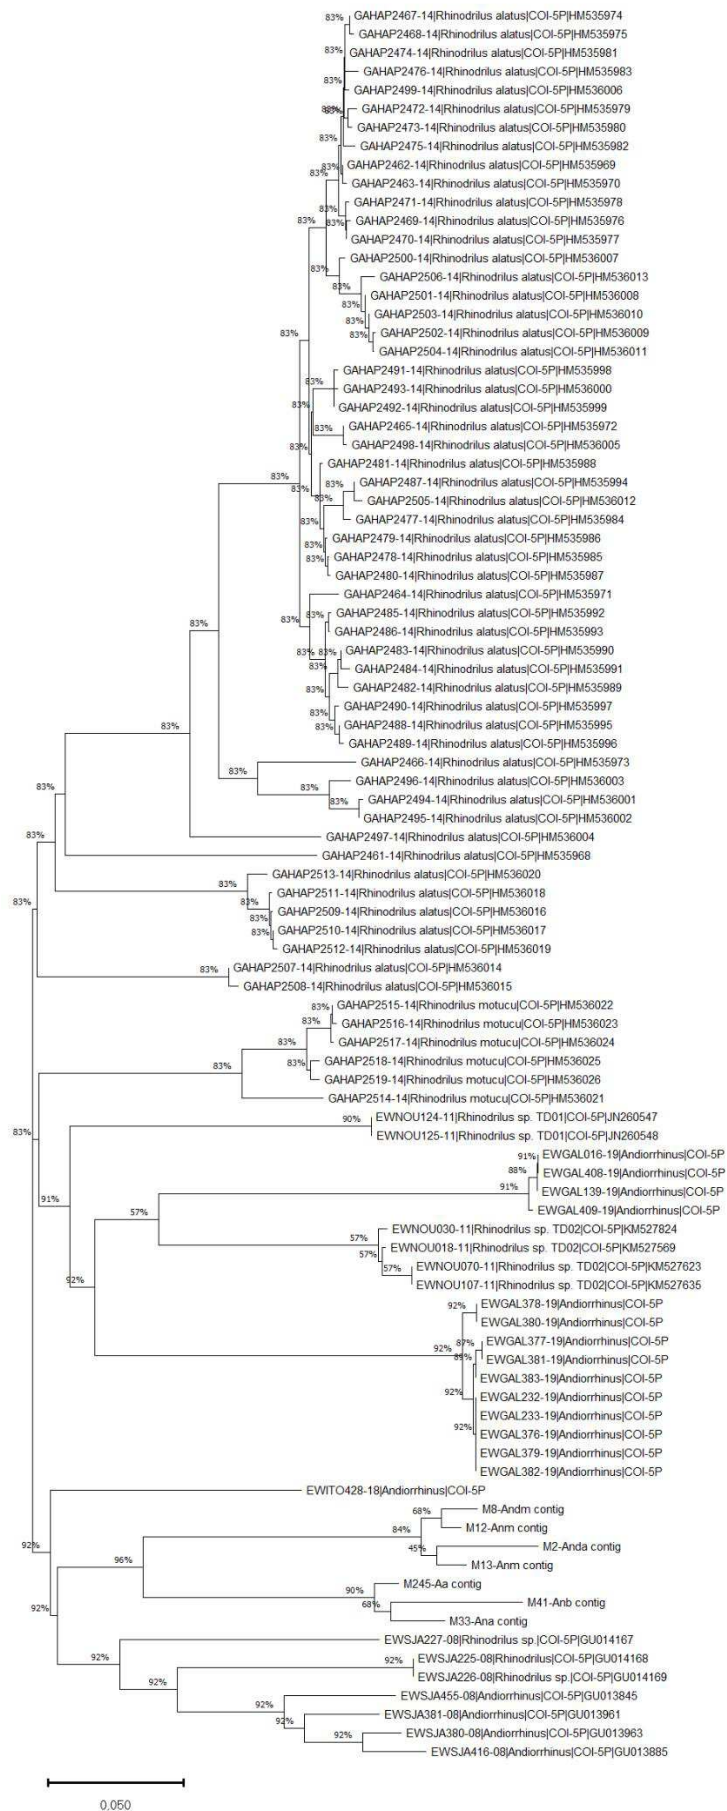 GAHAP2467-14|Rhinodrilus alatus|COI-5P|HM535974
GAHAP2468-14|Rhinodrilus alatus|COI-5P|HM535975
GAHAP2474-14|Rhinodrilus alatus|COI-5P|HM535981
GAHAP2476-14|Rhinodrilus alatus|COI-5P|HM535983
GAHAP2499-14|Rhinodrilus alatus|COI-5P|HM536006
GAHAP2472-14|Rhinodrilus alatus|COI-5P|HM535979
GAHAP2473-14|Rhinodrilus alatus|COI-5P|HM535980
GAHAP2475-14|Rhinodrilus alatus|COI-5P|HM535982
GAHAP2462-14|Rhinodrilus alatus|COI-5P|HM535969
GAHAP2463-14|Rhinodrilus alatus|COI-5P|HM535970
GAHAP2471-14|Rhinodrilus alatus|COI-5P|HM535978
GAHAP2469-14|Rhinodrilus alatus|COI-5P|HM535976
GAHAP2470-14|Rhinodrilus alatus|COI-5P|HM535977
GAHAP2500-14|Rhinodrilus alatus|COI-5P|HM536007
GAHAP2506-14|Rhinodrilus alatus|COI-5P|HM536013
GAHAP2501-14|Rhinodrilus alatus|COI-5P|HM536008
GAHAP2503-14|Rhinodrilus alatus|COI-5P|HM536010
GAHAP2502-14|Rhinodrilus alatus|COI-5P|HM536009
GAHAP2504-14|Rhinodrilus alatus|COI-5P|HM536011
GAHAP2491-14|Rhinodrilus alatus|COI-5P|HM535998
GAHAP2493-14|Rhinodrilus alatus|COI-5P|HM536000
GAHAP2492-14|Rhinodrilus alatus|COI-5P|HM535999
GAHAP2465-14|Rhinodrilus alatus|COI-5P|HM535972
GAHAP2498-14|Rhinodrilus alatus|COI-5P|HM536005
GAHAP2481-14|Rhinodrilus alatus|COI-5P|HM535988
GAHAP2487-14|Rhinodrilus alatus|COI-5P|HM535994
GAHAP2505-14|Rhinodrilus alatus|COI-5P|HM536012
GAHAP2477-14|Rhinodrilus alatus|COI-5P|HM535984
GAHAP2479-14|Rhinodrilus alatus|COI-5P|HM535986
GAHAP2478-14|Rhinodrilus alatus|COI-5P|HM535985
GAHAP2480-14|Rhinodrilus alatus|COI-5P|HM535987
GAHAP2464-14|Rhinodrilus alatus|COI-5P|HM535971
GAHAP2485-14|Rhinodrilus alatus|COI-5P|HM535992
GAHAP2486-14|Rhinodrilus alatus|COI-5P|HM535993
GAHAP2483-14|Rhinodrilus alatus|COI-5P|HM535990
GAHAP2484-14|Rhinodrilus alatus|COI-5P|HM535991
GAHAP2482-14|Rhinodrilus alatus|COI-5P|HM535989
GAHAP2490-14|Rhinodrilus alatus|COI-5P|HM535997
GAHAP2488-14|Rhinodrilus alatus|COI-5P|HM535995
GAHAP2489-14|Rhinodrilus alatus|COI-5P|HM535996
GAHAP2466-14|Rhinodrilus alatus|COI-5P|HM535973
GAHAP2496-14|Rhinodrilus alatus|COI-5P|HM536003
GAHAP2494-14|Rhinodrilus alatus|COI-5P|HM536001
GAHAP2495-14|Rhinodrilus alatus|COI-5P|HM536002
GAHAP2497-14|Rhinodrilus alatus|COI-5P|HM536004
GAHAP2461-14|Rhinodrilus alatus|COI-5P|HM535968
GAHAP2513-14|Rhinodrilus alatus|COI-5P|HM536020
GAHAP2511-14|Rhinodrilus alatus|COI-5P|HM536018
GAHAP2509-14|Rhinodrilus alatus|COI-5P|HM536016
GAHAP2510-14|Rhinodrilus alatus|COI-5P|HM536017
GAHAP2512-14|Rhinodrilus alatus|COI-5P|HM536019
GAHAP2507-14|Rhinodrilus alatus|COI-5P|HM536014
GAHAP2508-14|Rhinodrilus alatus|COI-5P|HM536015
GAHAP2515-14|Rhinodrilus motucu|COI-5P|HM536022
GAHAP2516-14|Rhinodrilus motucu|COI-5P|HM536023
GAHAP2517-14|Rhinodrilus motucu|COI-5P|HM536024
GAHAP2518-14|Rhinodrilus motucu|COI-5P|HM536025
GAHAP2519-14|Rhinodrilus motucu|COI-5P|HM536026
GAHAP2514-14|Rhinodrilus motucu|COI-5P|HM536021
90% EWNOU124-11|Rhinodrilus sp. TD01|COI-5P|JN260547
EWNOU125-11|Rhinodrilus sp. TD01|COI-5P|JN260548
91% EWGAL016-19|Andiorrhinus|COI-5P
88% EWGAL408-19|Andiorrhinus|COI-5P
91% EWGAL139-19|Andiorrhinus|COI-5P
EWGAL409-19|Andiorrhinus|COI-5P
57% EWNOU030-11|Rhinodrilus sp. TD02|COI-5P|KM527824
57% EWNOU018-11|Rhinodrilus sp. TD02|COI-5P|KM527569
57% EWNOU070-11|Rhinodrilus sp. TD02|COI-5P|KM527623
EWNOU107-11|Rhinodrilus sp. TD02|COI-5P|KM527635
92% EWGAL378-19|Andiorrhinus|COI-5P
EWGAL380-19|Andiorrhinus|COI-5P
87% EWGAL377-19|Andiorrhinus|COI-5P
EWGAL381-19|Andiorrhinus|COI-5P
EWGAL383-19|Andiorrhinus|COI-5P
EWGAL232-19|Andiorrhinus|COI-5P
EWGAL233-19|Andiorrhinus|COI-5P
EWGAL376-19|Andiorrhinus|COI-5P
EWGAL379-19|Andiorrhinus|COI-5P
EWGAL382-19|Andiorrhinus|COI-5P
EWITO428-18|Andiorrhinus|COI-5P
68% M8-Andm contig
84% M12-Anm contig
M2-Anda contig
45% M13-Anm contig
96%
M245-Aa contig
90% M41-Anb contig
68% M33-Ana contig
EWSJA227-08|Rhinodrilus sp.|COI-5P|GU014167
92% EWSJA225-08|Rhinodrilus|COI-5P|GU014168
EWSJA226-08|Rhinodrilus sp.|COI-5P|GU014169
92% EWSJA455-08|Andiorrhinus|COI-5P|GU013845
92% EWSJA381-08|Andiorrhinus|COI-5P|GU013961
92% EWSJA380-08|Andiorrhinus|COI-5P|GU013963
EWSJA416-08|Andiorrhinus|COI-5P|GU013885
0,050